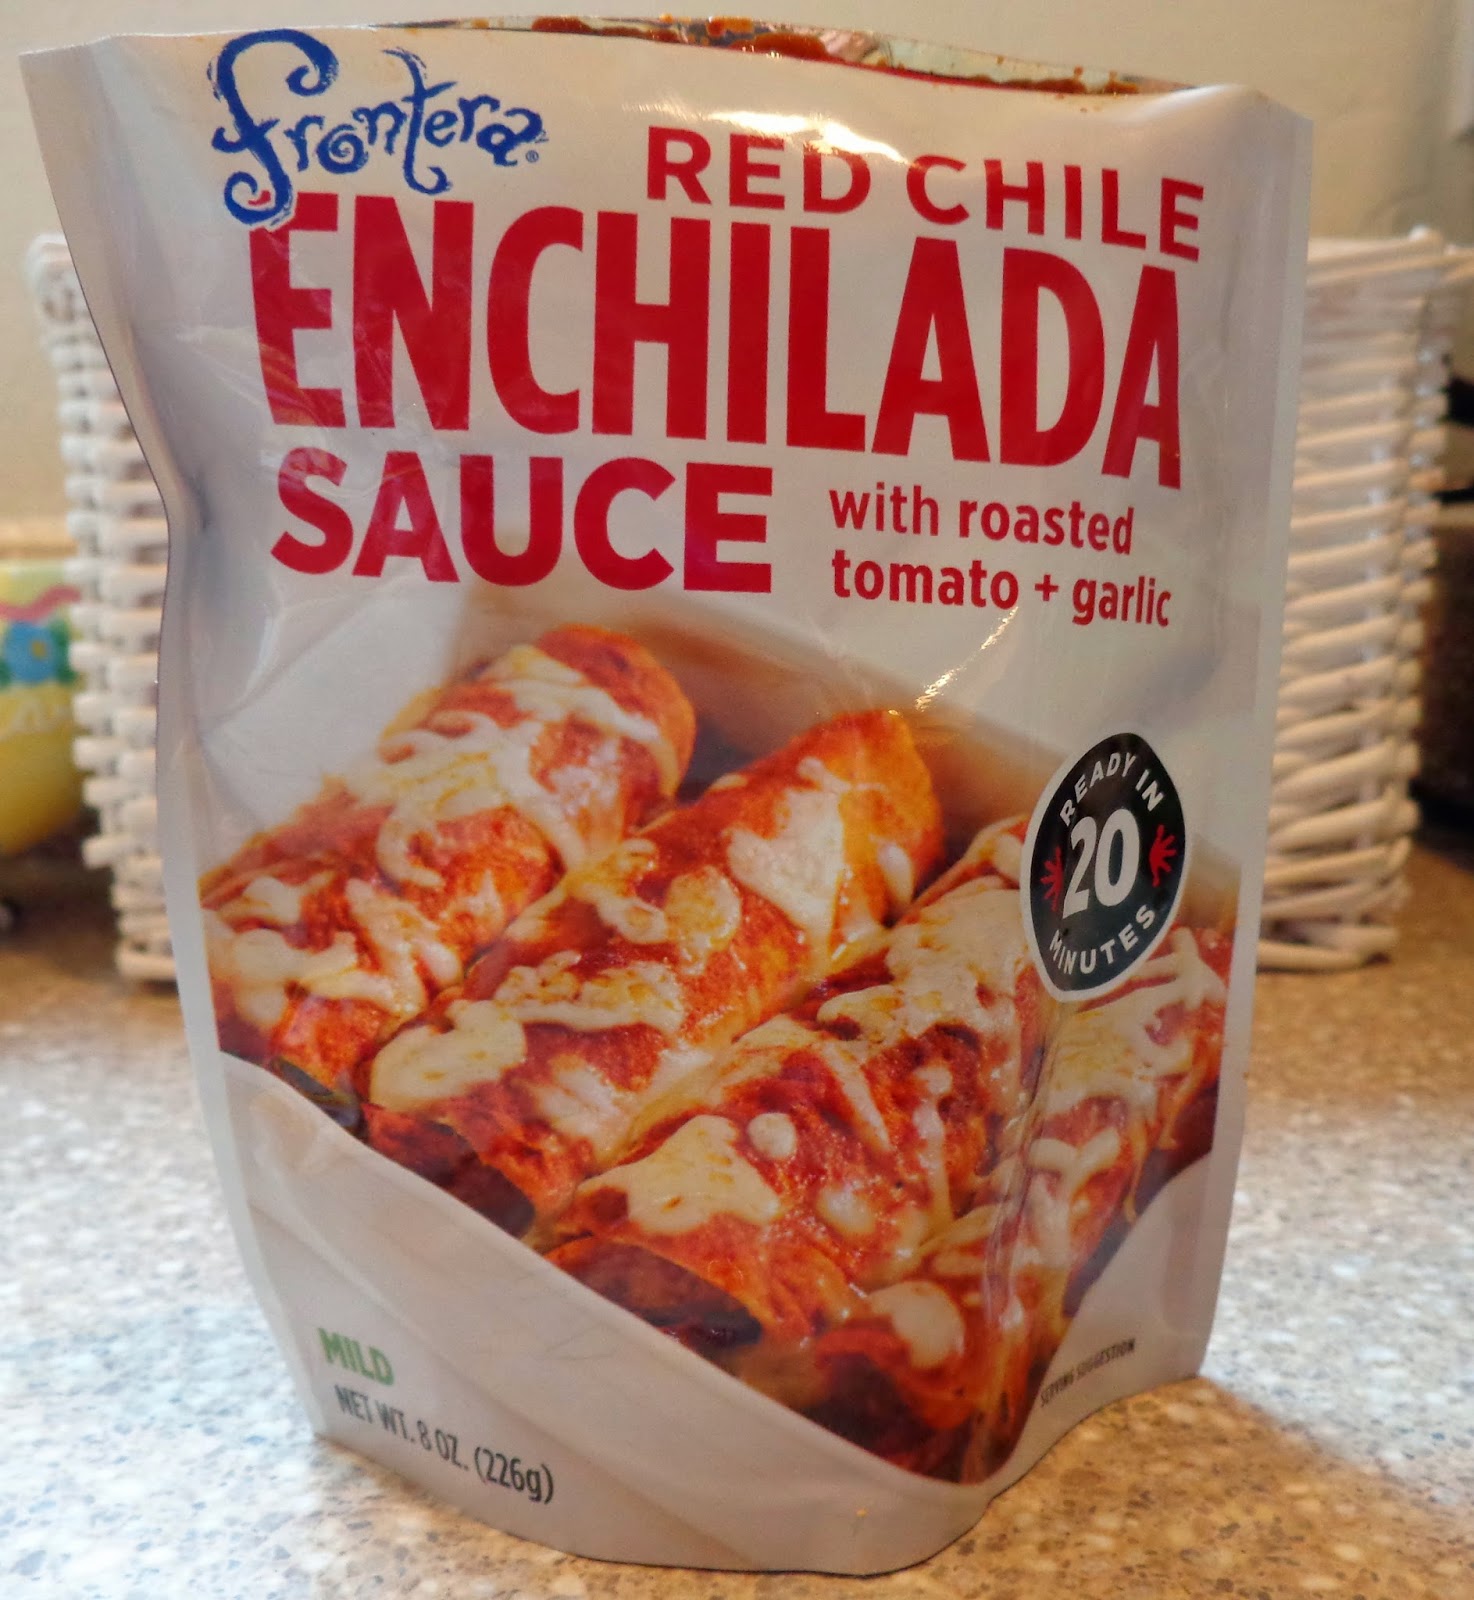 frontera®
RED CHILE
ENCHILADA
SAUCE
with roasted
tomato + garlic
READY IN
20
MINUTES
MILD
NET WT. 8 OZ. (226g)
SERVING SUGGESTION